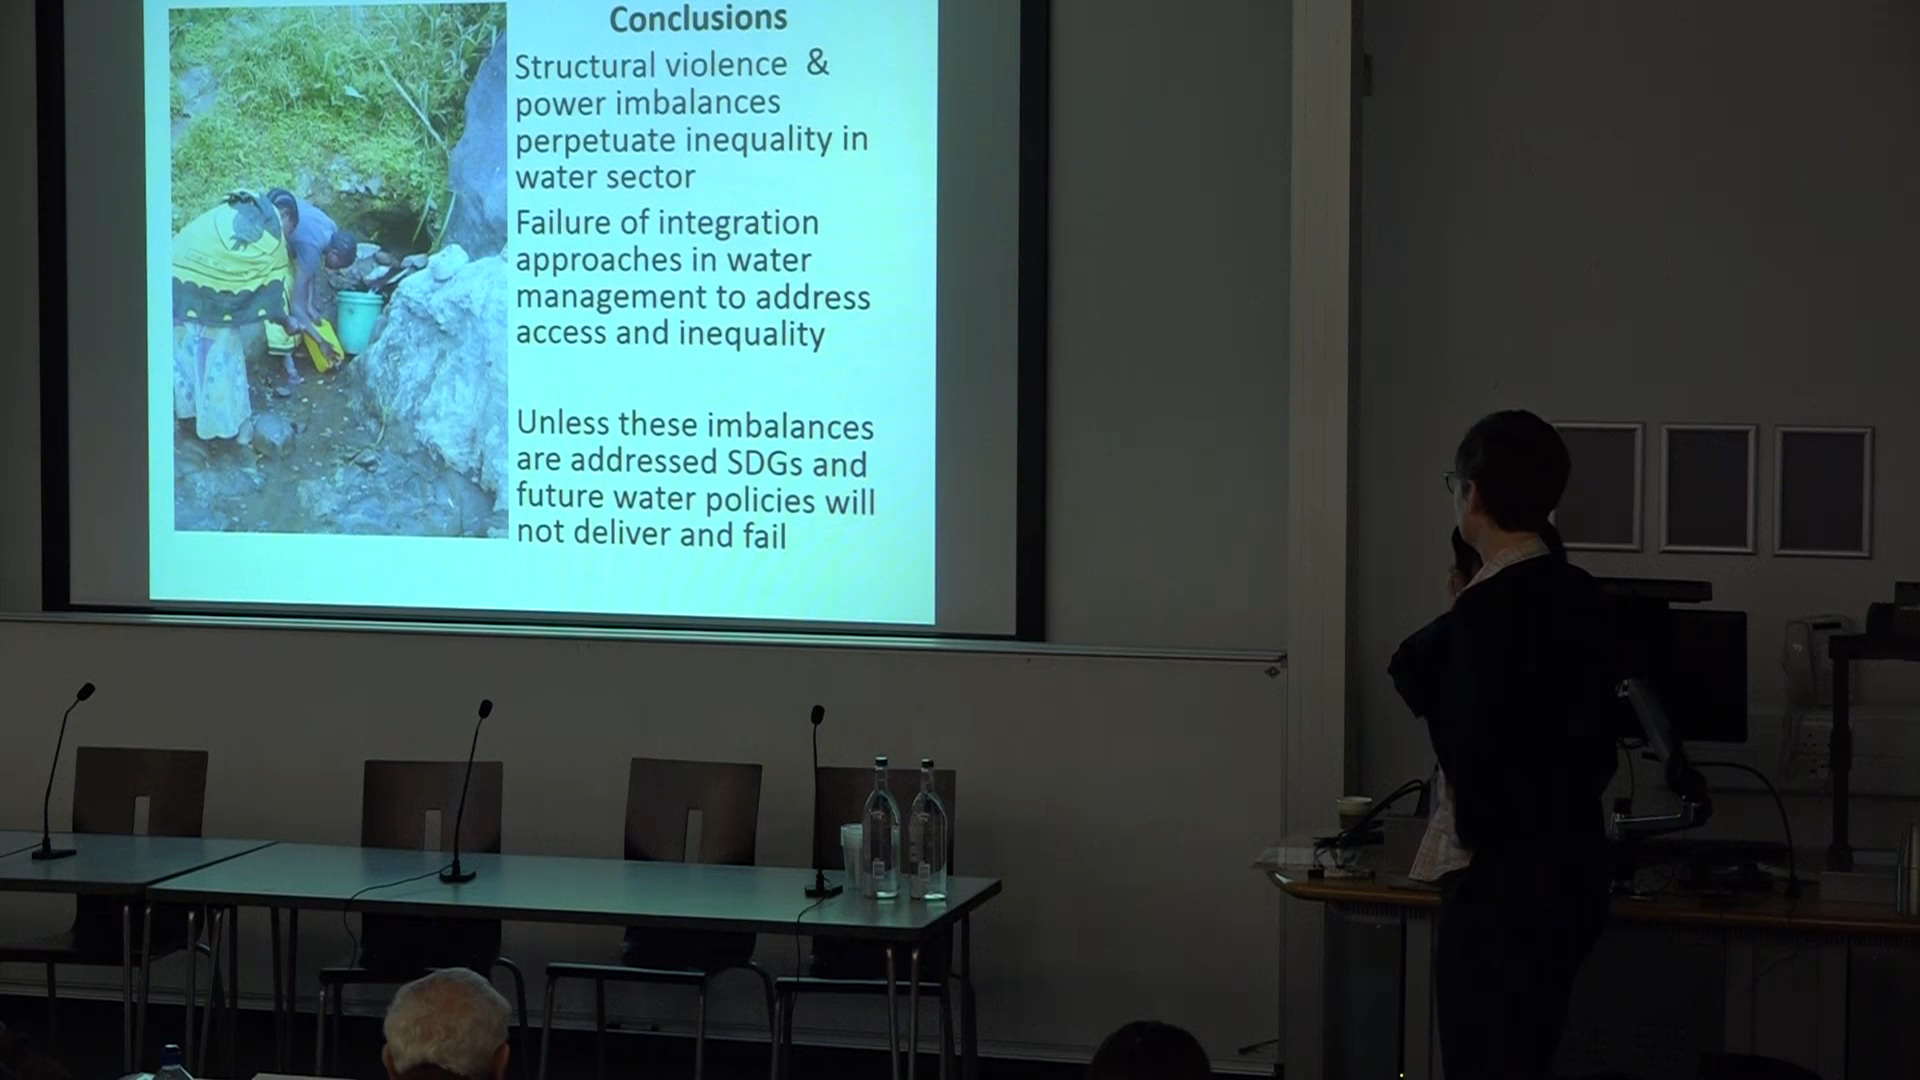 Conclusions
Structural violence &
power imbalances
perpetuate inequality in
water sector
Failure of integration
approaches in water
management to address
access and inequality
Unless these imbalances
are addressed SDGs and
future water policies will
not deliver and fail